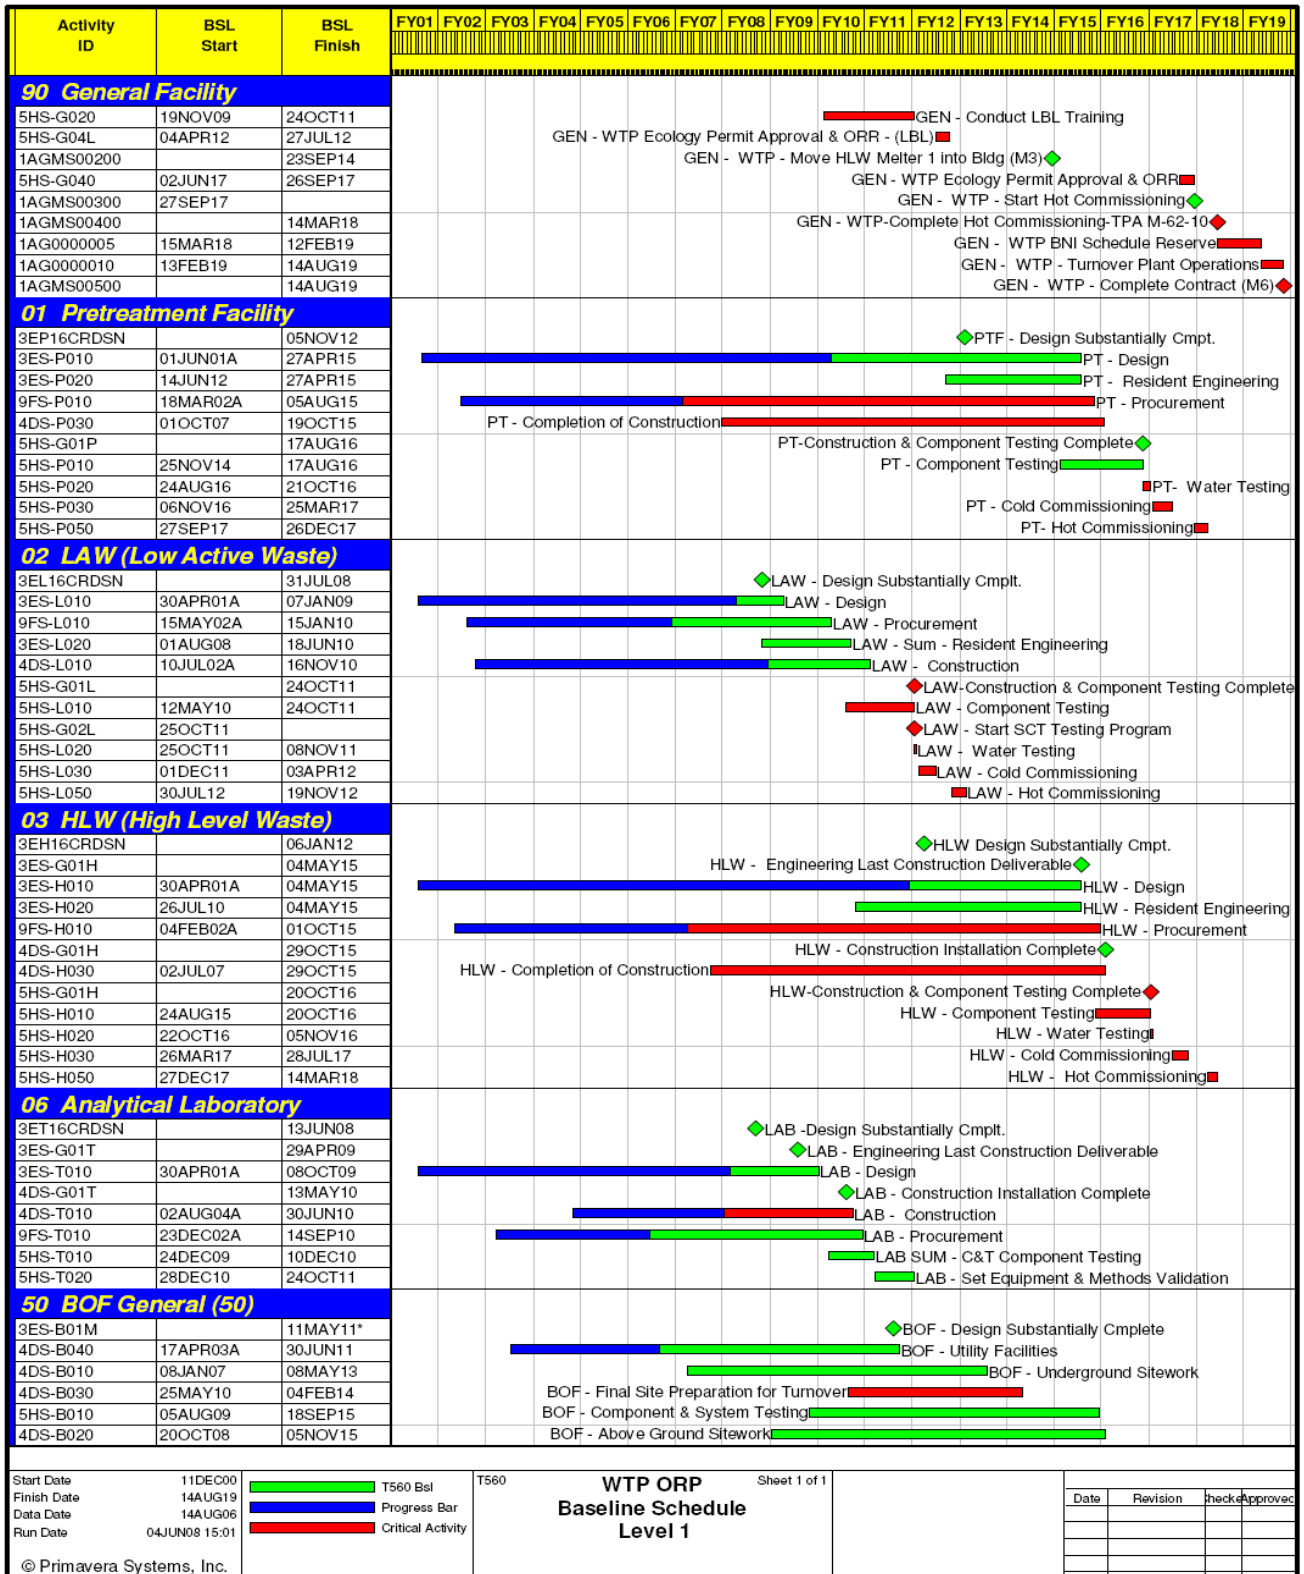 Activity ID BSL Start BSL Finish FY01 FY02 FY03 FY04 FY05 FY06 FY07 FY08 FY09 FY10 FY11 FY12 FY13 FY14 FY15 FY16 FY17 FY18 FY19
90 General Facility
5HS-G020 19NOV09 24OCT11 GEN - Conduct LBL Training
5HS-G04L 04APR12 27JUL12 GEN - WTP Ecology Permit Approval & ORR - (LBL)
1AGMS00200 23SEP14 GEN - WTP - Move HLW Melter 1 into Bldg (M3)
5HS-G040 02JUN17 26SEP17 GEN - WTP Ecology Permit Approval & ORR
1AGMS00300 27SEP17 GEN - WTP - Start Hot Commissioning
1AGMS00400 14MAR18 GEN - WTP-Complete Hot Commissioning-TPA M-62-10
1AG0000005 15MAR18 12FEB19 GEN - WTP BNI Schedule Reserve
1AG0000010 13FEB19 14AUG19 GEN - WTP - Turnover Plant Operations
1AGMS00500 14AUG19 GEN - WTP - Complete Contract (M6)
01 Pretreatment Facility
3EP16CRDSN 05NOV12 PTF - Design Substantially Cmpt.
3ES-P010 01JUN01A 27APR15 PT - Design
3ES-P020 14JUN12 27APR15 PT - Resident Engineering
9FS-P010 18MAR02A 05AUG15 PT - Procurement
4DS-P030 01OCT07 19OCT15 PT - Completion of Construction
5HS-G01P 17AUG16 PT-Construction & Component Testing Complete
5HS-P010 25NOV14 17AUG16 PT - Component Testing
5HS-P020 24AUG16 21OCT16 PT- Water Testing
5HS-P030 06NOV16 25MAR17 PT - Cold Commissioning
5HS-P050 27SEP17 26DEC17 PT- Hot Commissioning
02 LAW (Low Active Waste)
3EL16CRDSN 31JUL08 LAW - Design Substantially Cmplt.
3ES-L010 30APR01A 07JAN09 LAW - Design
9FS-L010 15MAY02A 15JAN10 LAW - Procurement
3ES-L020 01AUG08 18JUN10 LAW - Sum - Resident Engineering
4DS-L010 10JUL02A 16NOV10 LAW - Construction
5HS-G01L 24OCT11 LAW-Construction & Component Testing Complete
5HS-L010 12MAY10 24OCT11 LAW - Component Testing
5HS-G02L 25OCT11 LAW - Start SCT Testing Program
5HS-L020 25OCT11 08NOV11 LAW - Water Testing
5HS-L030 01DEC11 03APR12 LAW - Cold Commissioning
5HS-L050 30JUL12 19NOV12 LAW - Hot Commissioning
03 HLW (High Level Waste)
3EH16CRDSN 06JAN12 HLW Design Substantially Cmpt.
3ES-G01H 04MAY15 HLW - Engineering Last Construction Deliverable
3ES-H010 30APR01A 04MAY15 HLW - Design
3ES-H020 26JUL10 04MAY15 HLW - Resident Engineering
9FS-H010 04FEB02A 01OCT15 HLW - Procurement
4DS-G01H 29OCT15 HLW - Construction Installation Complete
4DS-H030 02JUL07 29OCT15 HLW - Completion of Construction
5HS-G01H 20OCT16 HLW-Construction & Component Testing Complete
5HS-H010 24AUG15 20OCT16 HLW - Component Testing
5HS-H020 22OCT16 05NOV16 HLW - Water Testing
5HS-H030 26MAR17 28JUL17 HLW - Cold Commissioning
5HS-H050 27DEC17 14MAR18 HLW - Hot Commissioning
06 Analytical Laboratory
3ET16CRDSN 13JUN08 LAB -Design Substantially Cmplt.
3ES-G01T 29APR09 LAB - Engineering Last Construction Deliverable
3ES-T010 30APR01A 08OCT09 LAB - Design
4DS-G01T 13MAY10 LAB - Construction Installation Complete
4DS-T010 02AUG04A 30JUN10 LAB - Construction
9FS-T010 23DEC02A 14SEP10 LAB - Procurement
5HS-T010 24DEC09 10DEC10 LAB SUM - C&T Component Testing
5HS-T020 28DEC10 24OCT11 LAB - Set Equipment & Methods Validation
50 BOF General (50)
3ES-B01M 11MAY11* BOF - Design Substantially Cmplete
4DS-B040 17APR03A 30JUN11 BOF - Utility Facilities
4DS-B010 08JAN07 08MAY13 BOF - Underground Sitework
4DS-B030 25MAY10 04FEB14 BOF - Final Site Preparation for Turnover
5HS-B010 05AUG09 18SEP15 BOF - Component & System Testing
4DS-B020 20OCT08 05NOV15 BOF - Above Ground Sitework
Start Date 11DEC00
Finish Date 14AUG19
Data Date 14AUG06
Run Date 04JUN08 15:01
© Primavera Systems, Inc.
T560 Bsl
Progress Bar
Critical Activity
T560
Sheet 1 of 1
WTP ORP
Baseline Schedule
Level 1
Date Revision Checke Approved